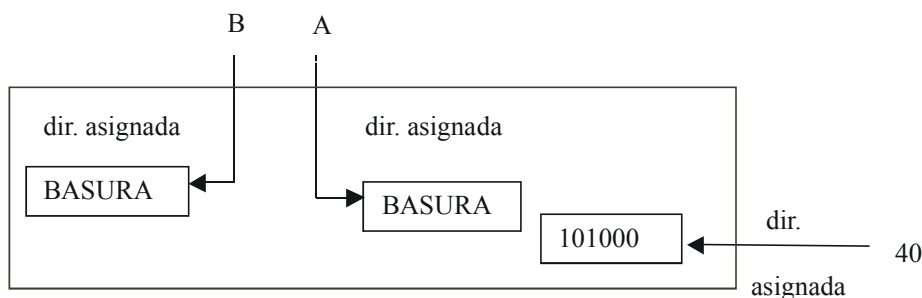 B A
dir. asignada dir. asignada
BASURA
BASURA
101000
dir.
40
asignada